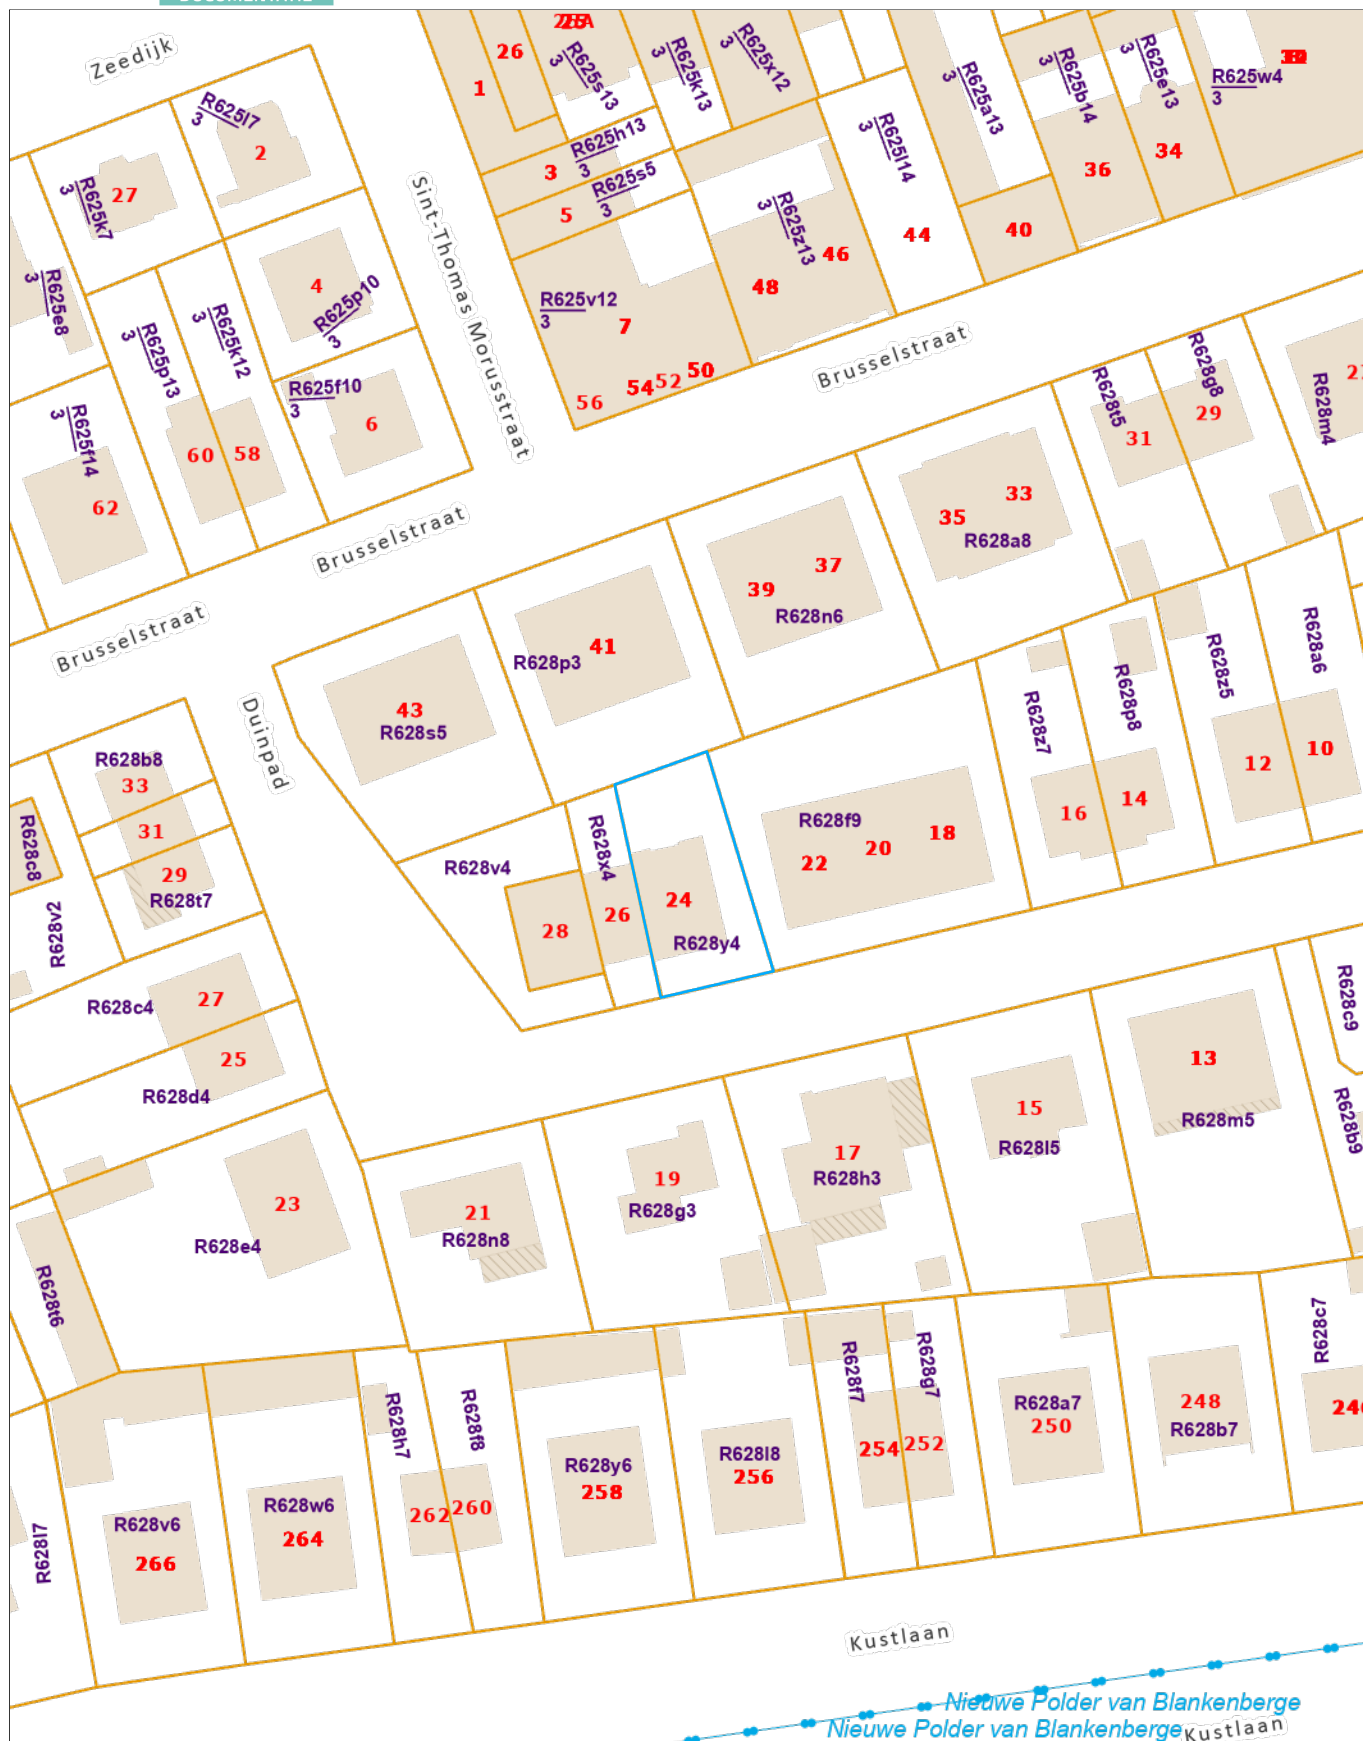 Zeedijk
R625l7
3
2
27
R625k7
3
R625e8
3
4
R625p10
3
R625k12
3
R625p13
3
R625f10
3
6
R625f14
3
60
58
62
Sint-Thomas Morusstraat
1
26
R625s13
3
R625k13
3
R625x12
3
R625h13
3
3
R625s5
3
5
R625v12
3
7
56
54
52
50
R625z13
3
48
46
R625l14
3
44
R625a13
3
40
R625b14
3
36
R625e13
3
34
R625w4
3
Brusselstraat
Brusselstraat
Brusselstraat
R628g8
29
R628t5
31
R628m4
33
35
R628a8
37
39
R628n6
41
R628p3
43
R628s5
Duinpad
R628b8
33
31
29
R628t7
R628c8
R628v2
27
R628c4
25
R628d4
R628v4
28
R628x4
26
24
R628y4
R628f9
22
20
18
R628z7
16
R628p8
14
R628z5
12
R628a6
10
R628c9
R628b9
13
R628m5
15
R628l5
17
R628h3
19
R628g3
21
R628n8
23
R628e4
R628t6
R628l7
R628v6
266
R628w6
264
R628h7
262
R628f8
260
R628y6
258
R628l8
256
R628f7
254
R628g7
252
R628a7
250
248
R628b7
R628c7
Kustlaan
Nieuwe Polder van Blankenberge
Nieuwe Polder van Blankenberge
Kustlaan